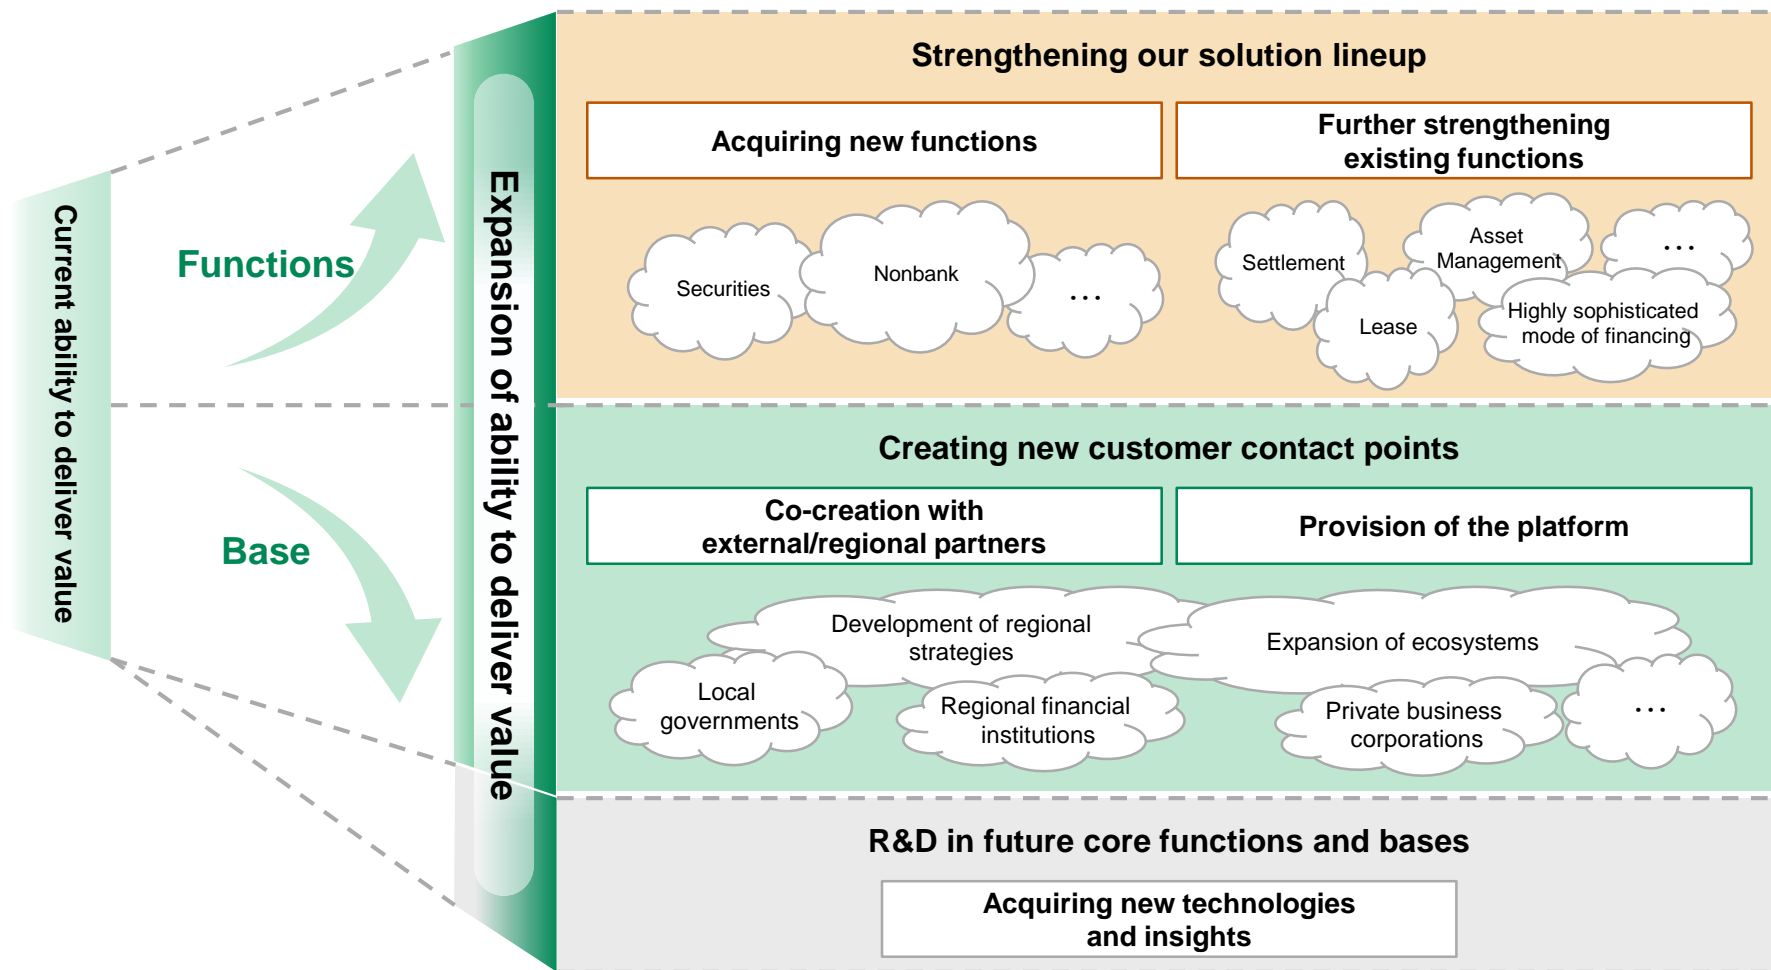 Current ability to deliver value
Functions
Base
Expansion of ability to deliver value
Strengthening our solution lineup
Acquiring new functions
Securities
Nonbank
…
Further strengthening
existing functions
Settlement
Asset
Management
…
Lease
Highly sophisticated
mode of financing
Creating new customer contact points
Co-creation with
external/regional partners
Provision of the platform
Development of regional
strategies
Expansion of ecosystems
Local
governments
Regional financial
institutions
Private business
corporations
…
R&D in future core functions and bases
Acquiring new technologies
and insights